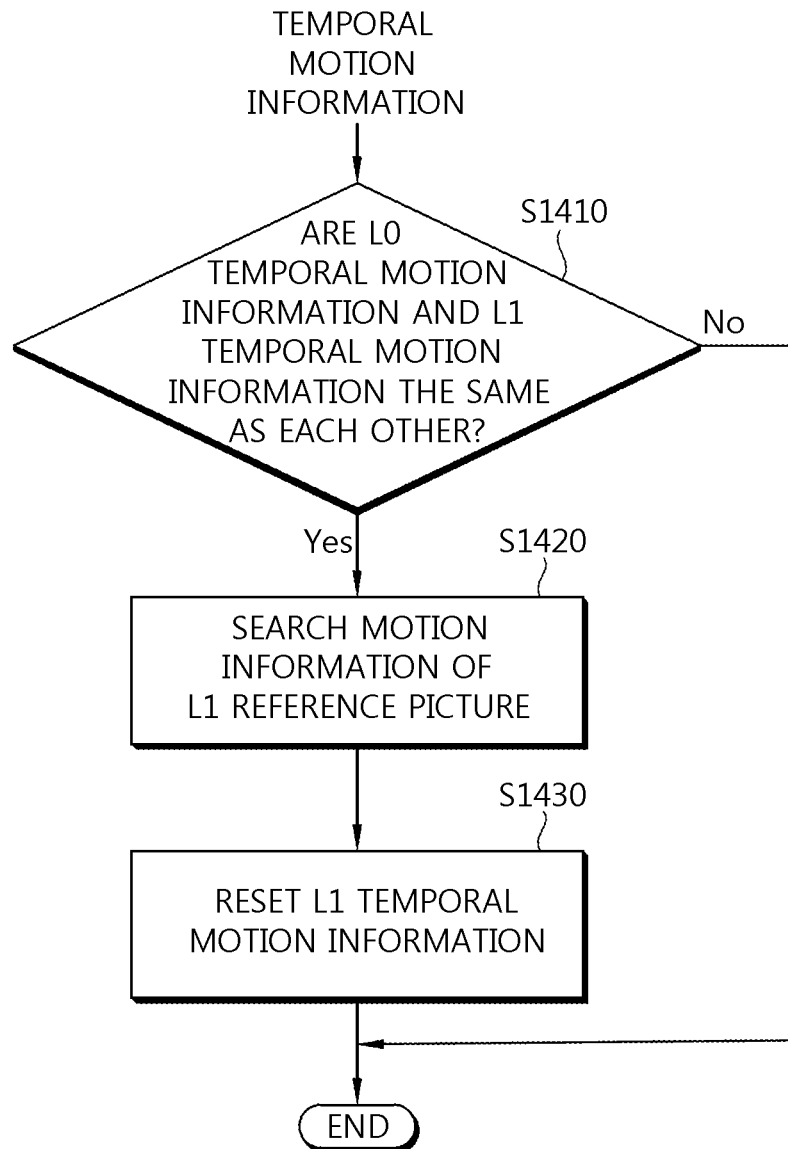 TEMPORAL
MOTION
INFORMATION
S1410
ARE L0
TEMPORAL MOTION
INFORMATION AND L1
TEMPORAL MOTION
INFORMATION THE SAME
AS EACH OTHER?
No
Yes
S1420
SEARCH MOTION
INFORMATION OF
L1 REFERENCE PICTURE
S1430
RESET L1 TEMPORAL
MOTION INFORMATION
END